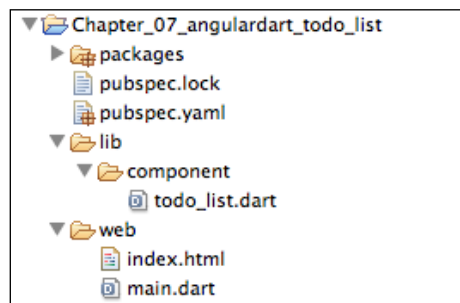 Chapter_07_angulardart_todo_list
packages
pubspec.lock
pubspec.yaml
lib
component
todo_list.dart
web
index.html
main.dart